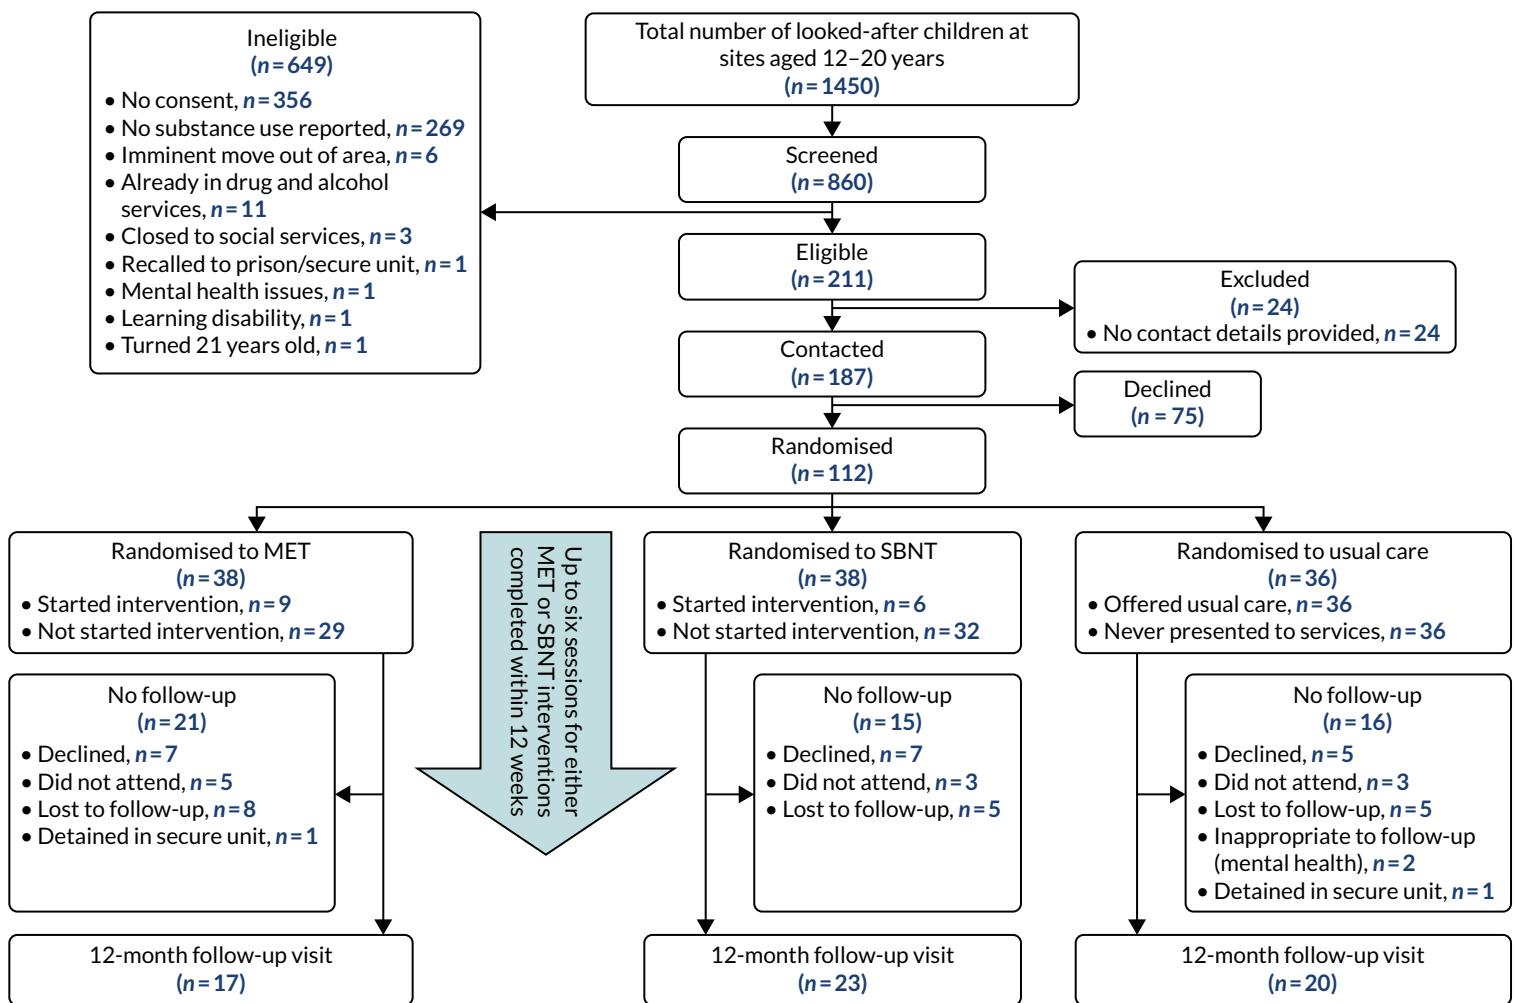 Total number of looked-after children at
sites aged 12–20 years
(n=1450)
Screened
(n=860)
Ineligible
(n=649)
• No consent, n=356
• No substance use reported, n=269
• Imminent move out of area, n=6
• Already in drug and alcohol
services, n=11
• Closed to social services, n=3
• Recalled to prison/secure unit, n=1
• Mental health issues, n=1
• Learning disability, n=1
• Turned 21 years old, n=1
Eligible
(n=211)
Excluded
(n=24)
• No contact details provided, n=24
Contacted
(n=187)
Declined
(n = 75)
Randomised
(n=112)
Randomised to MET
(n=38)
• Started intervention, n=9
• Not started intervention, n=29
Up to six sessions for either
MET or SBNT interventions
completed within 12 weeks
Randomised to SBNT
(n=38)
• Started intervention, n=6
• Not started intervention, n=32
Randomised to usual care
(n=36)
• Offered usual care, n=36
• Never presented to services, n=36
No follow-up
(n=21)
• Declined, n=7
• Did not attend, n=5
• Lost to follow-up, n=8
• Detained in secure unit, n=1
No follow-up
(n=15)
• Declined, n=7
• Did not attend, n=3
• Lost to follow-up, n=5
No follow-up
(n=16)
• Declined, n=5
• Did not attend, n=3
• Lost to follow-up, n=5
• Inappropriate to follow-up
(mental health), n=2
• Detained in secure unit, n=1
12-month follow-up visit
(n=17)
12-month follow-up visit
(n=23)
12-month follow-up visit
(n=20)